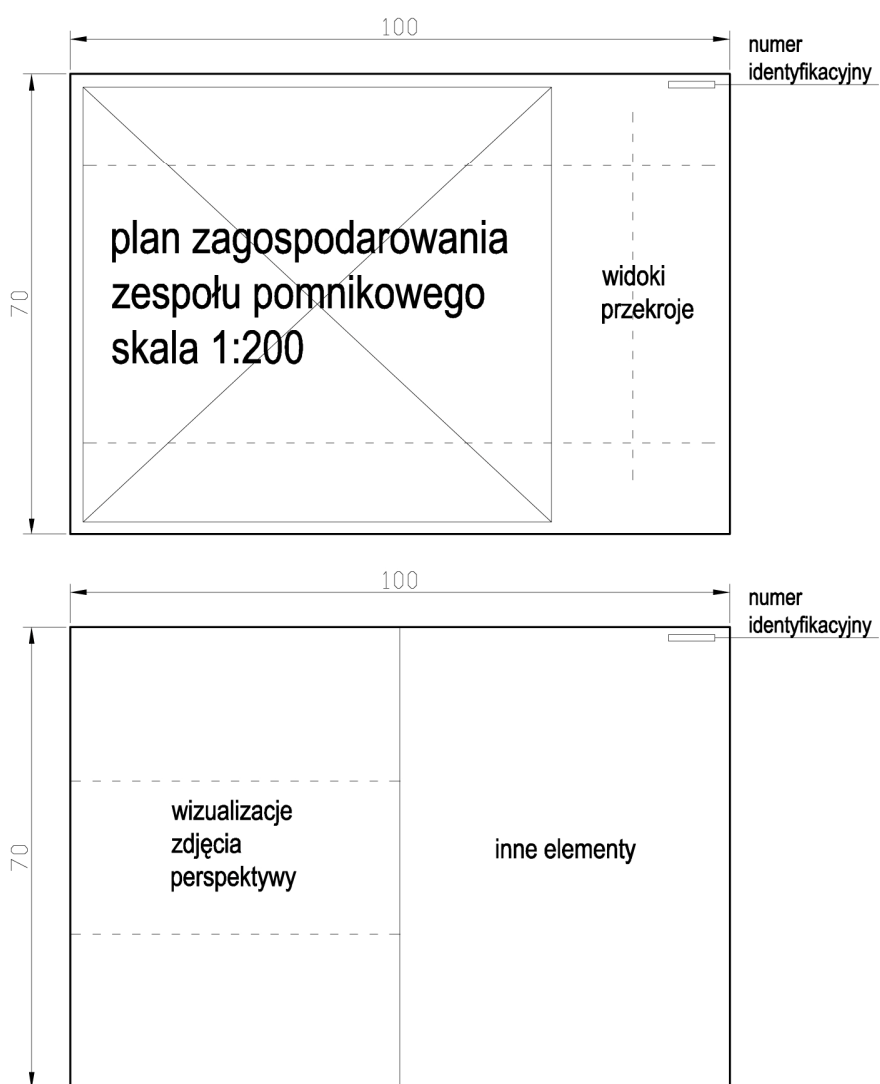 100
numer
identyfikacyjny
plan zagospodarowania
zespołu pomnikowego
skala 1:200
widoki
przekroje
70
100
numer
identyfikacyjny
wizualizacje
zdjęcia
perspektywy
inne elementy
70